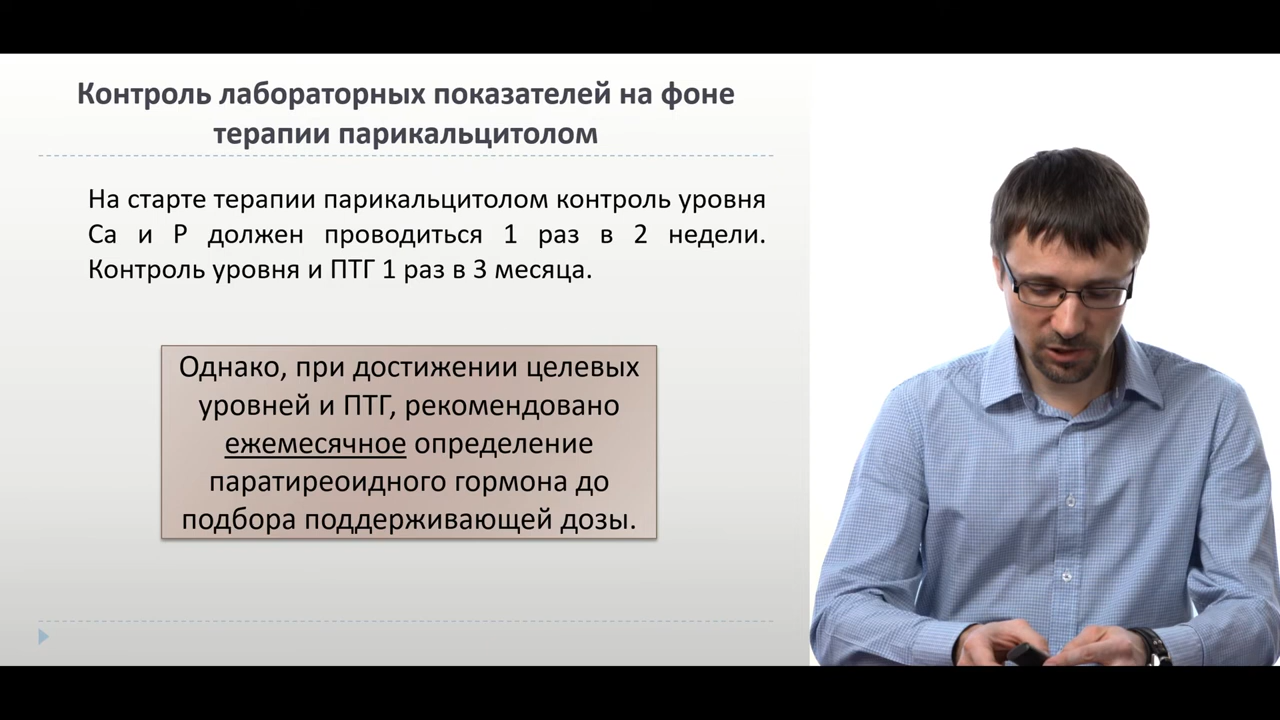 Контроль лабораторных показателей на фоне
терапии парикальцитолом
На старте терапии парикальцитолом контроль уровня
Са и Р должен проводиться 1 раз в 2 недели.
Контроль уровня и ПТГ 1 раз в 3 месяца.
Однако, при достижении целевых
уровней и ПТГ, рекомендовано
ежемесячное определение
паратиреоидного гормона до
подбора поддерживающей дозы.